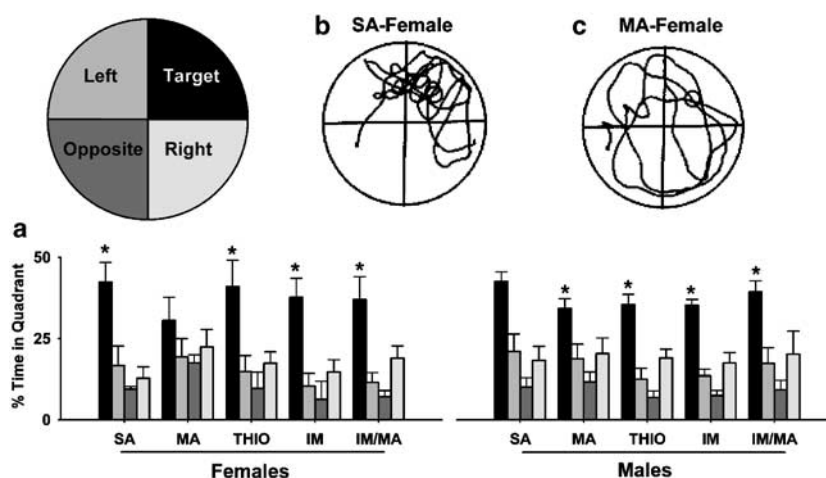 b SA-Female
c MA-Female
Left Target
Opposite Right
a
% Time in Quadrant
50
25
0
* * * *
* * * *
SA MA THIO IM IM/MA
SA MA THIO IM IM/MA
Females
Males